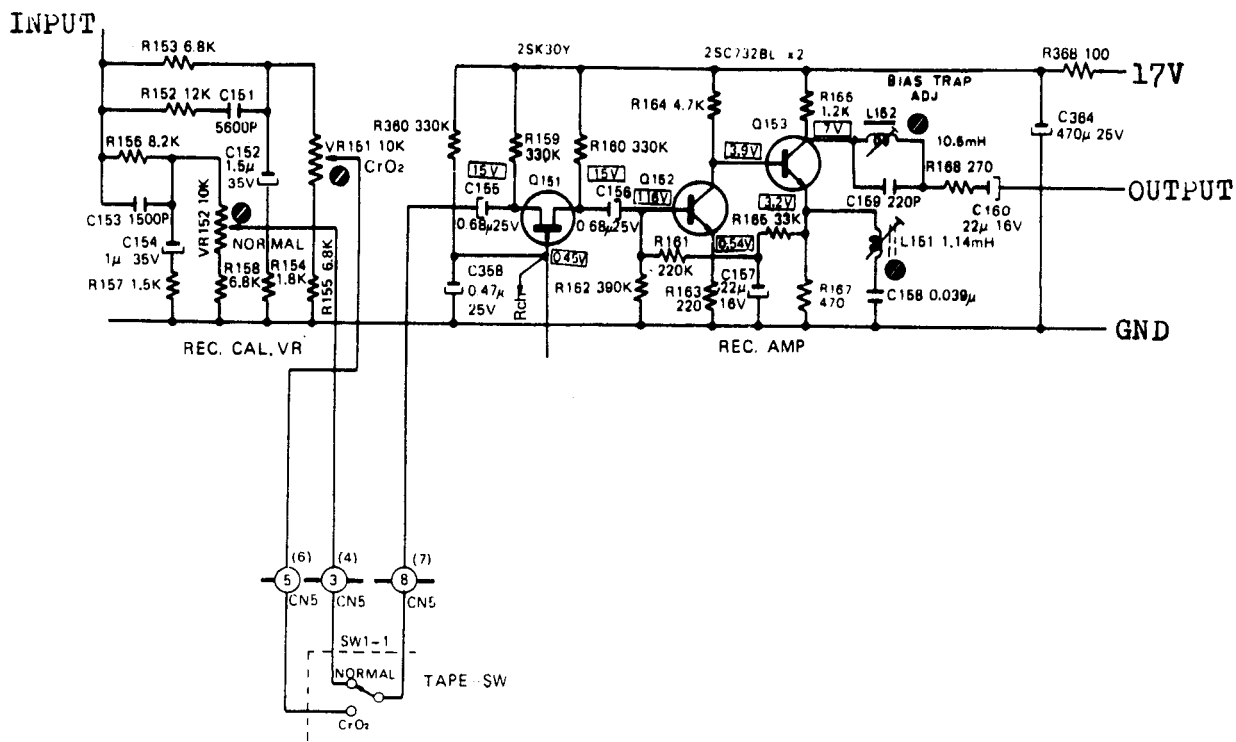 INPUT
R153 6.8K
R152 12K
C151
5600P
R156 8.2K
C152
1.5µ
35V
VR151 10K
CrO2
C153 1500P
VR152 10K
C154
1µ 35V
NORMAL
R157 1.5K
R158
6.8K
R154
1.8K
R155 6.8K
REC. CAL. VR
2SK30Y
2SC732BL x2
R360 330K
R159
330K
R160 330K
15V
15V
C155
0.68µ25V
Q151
C156
0.68µ25V
0.45V
C358
0.47µ
25V
Rch
R164 4.7K
Q152
1.16V
3.9V
Q153
R166
1.2K
7V
BIAS TRAP
ADJ
L152
10.6mH
C159 220P
R168 270
C160
22µ 16V
3.2V
R165 33K
0.54V
R161
220K
R162 390K
R163
220
C157
22µ
16V
R167
470
L151 1.14mH
C158 0.039µ
R368 100
17V
C364
470µ 25V
OUTPUT
GND
REC. AMP
(6)
(4)
(7)
5
3
8
CN5
CN5
CN5
SW1-1
NORMAL
TAPE SW
CrO2